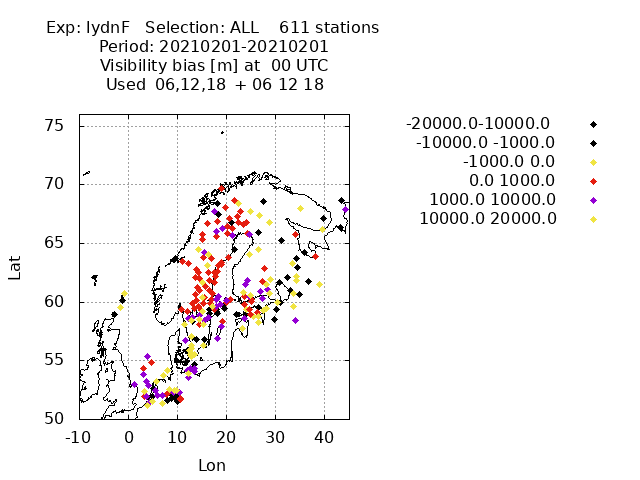 Exp: IydnF   Selection: ALL    611 stations
Period: 20210201-20210201
Visibility bias [m] at  00 UTC
Used  06,12,18  + 06 12 18
-20000.0-10000.0
-10000.0 -1000.0
-1000.0 0.0
0.0 1000.0
1000.0 10000.0
10000.0 20000.0
75
70
65
60
55
50
-10 0 10 20 30 40
Lat
Lon